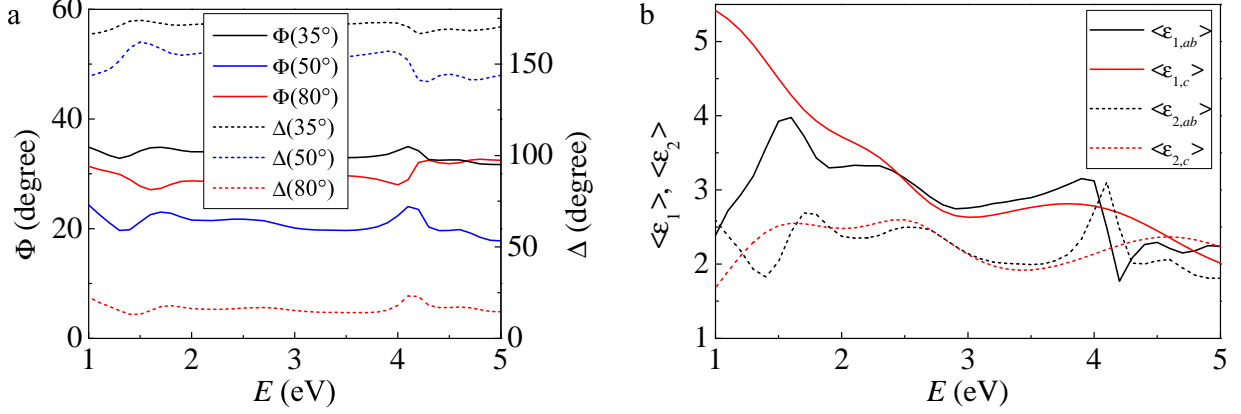 a
60
40
20
0
Φ (degree)
Φ(35°)
Φ(50°)
Φ(80°)
Δ(35°)
Δ(50°)
Δ(80°)
150
100
50
0
Δ (degree)
1 2 3 4 5
E (eV)
b
5
4
3
2
1
<ε1>, <ε2>
<ε1,ab>
<ε1,c>
<ε2,ab>
<ε2,c>
1 2 3 4 5
E (eV)